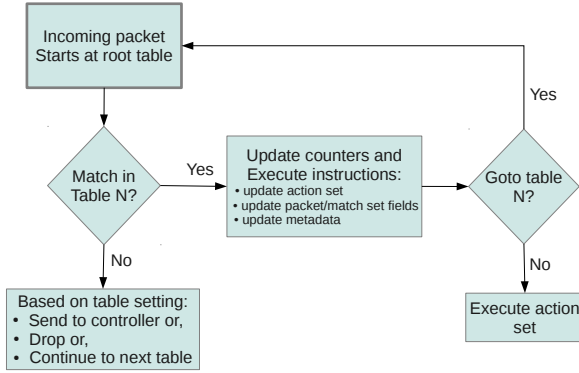 Incoming packet
Starts at root table
Yes
Match in
Table N?
Yes
Update counters and
Execute instructions:
• update action set
• update packet/match set fields
• update metadata
Goto table
N?
No
No
Based on table setting:
• Send to controller or,
• Drop or,
• Continue to next table
Execute action
set